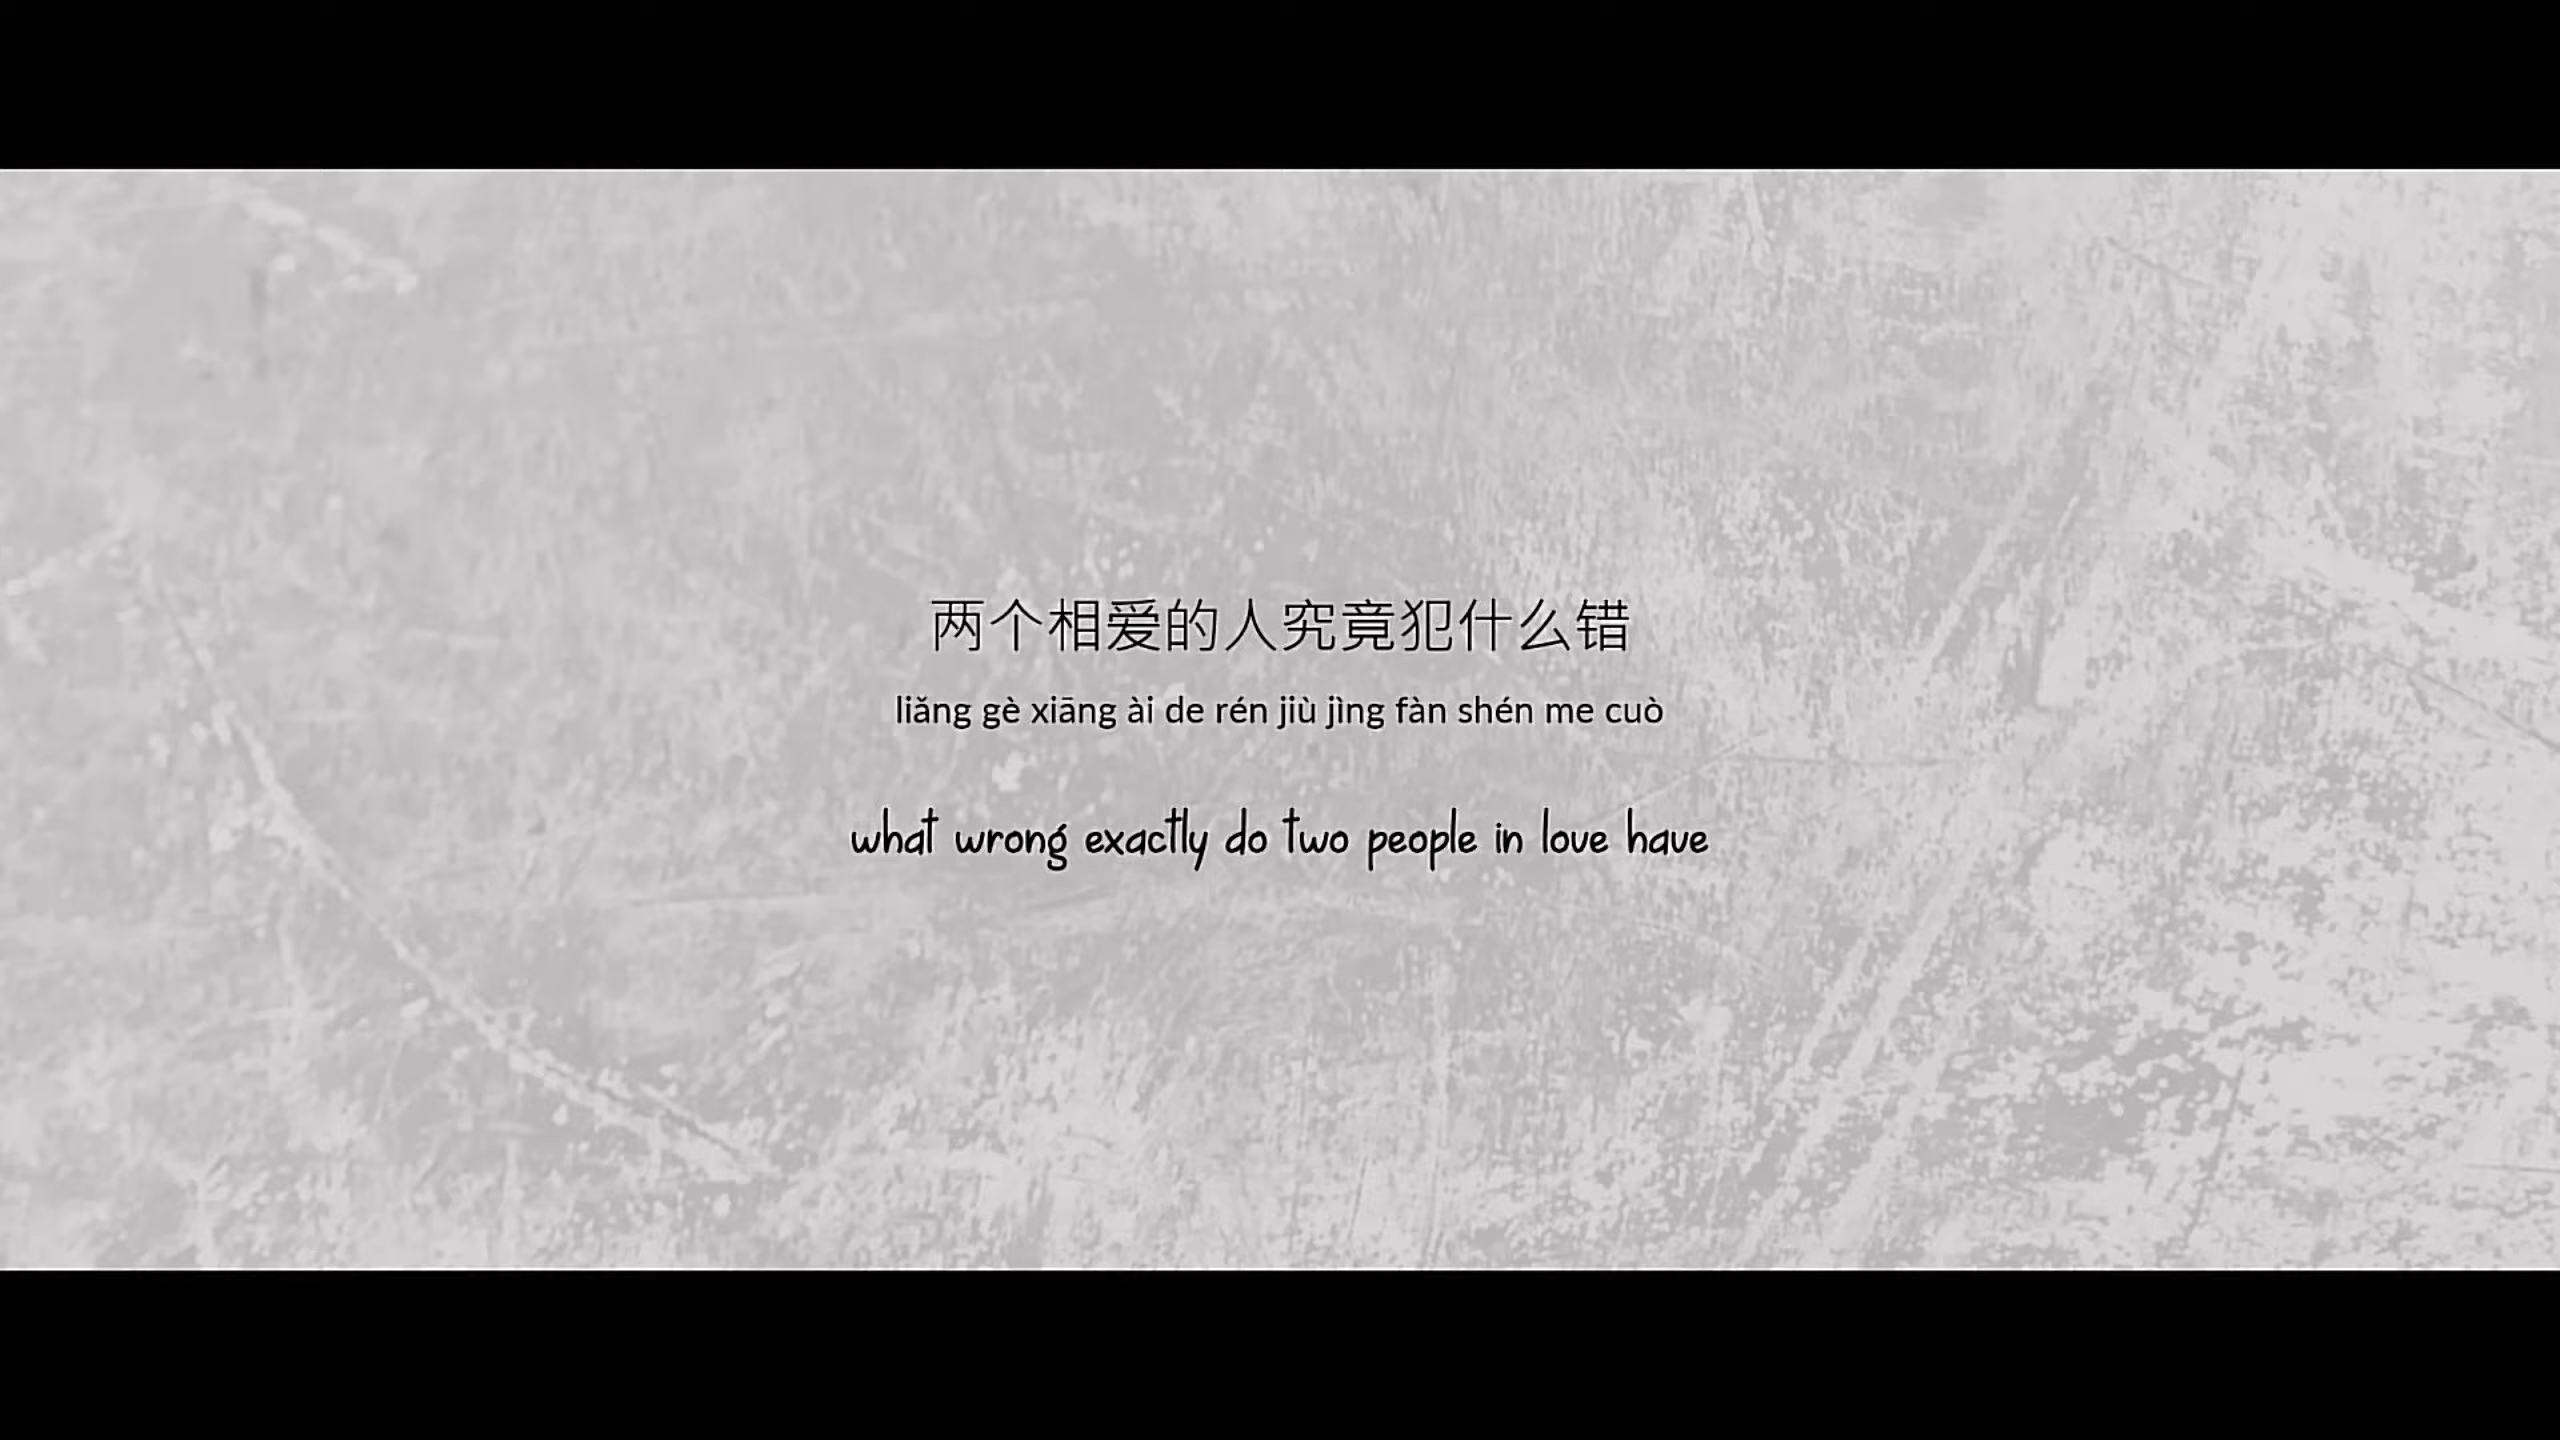 两个相爱的人究竟犯什么错
liǎng gè xiāng ài de rén jiù jìng fàn shén me cuò
what wrong exactly do two people in love have